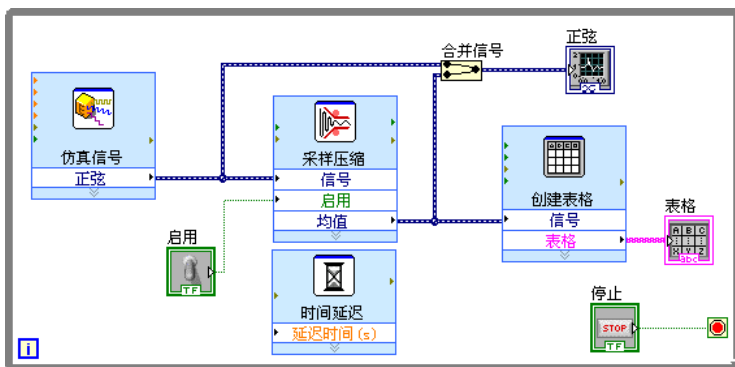 正弦
合并信号
仿真信号
正弦
采样压缩
信号
启用
均值
创建表格
信号
表格
表格
A B C
X Y Z
abc
启用
TF
时间延迟
延迟时间(s)
停止
STOP
TF
i